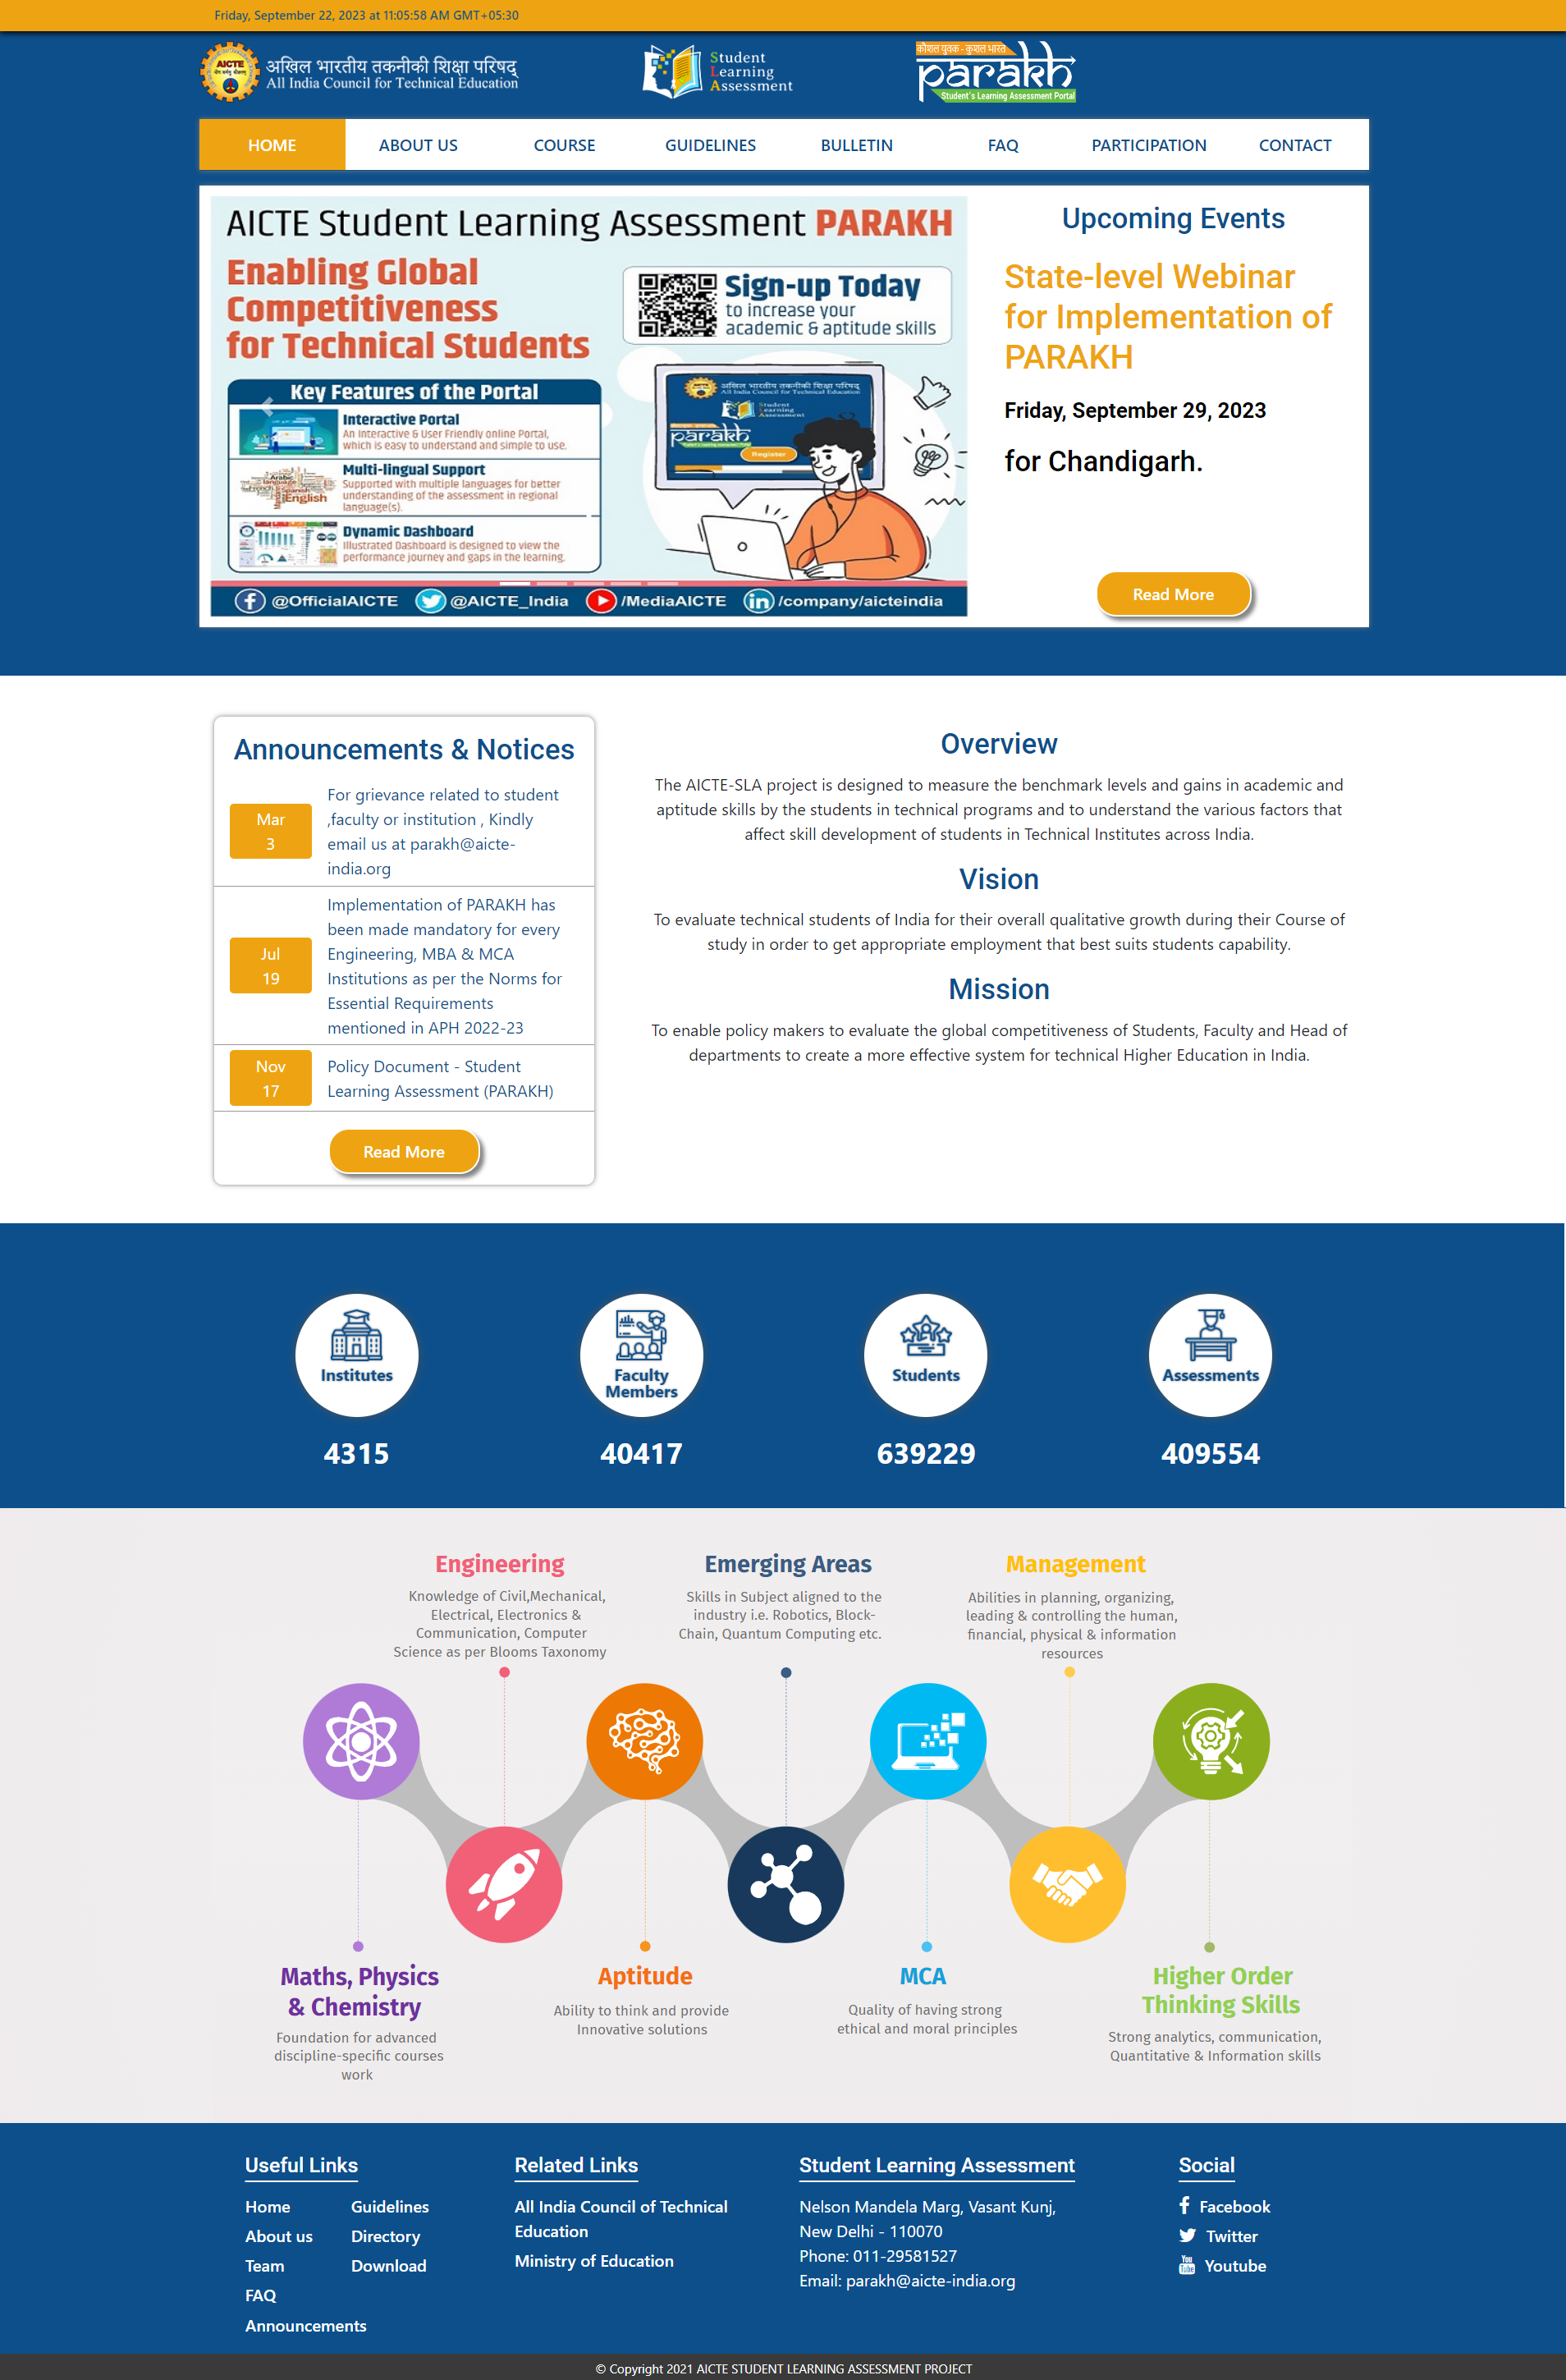 Friday, September 22, 2023 at 11:05:58 AM GMT+05:30
AICTE
अखिल भारतीय तकनीकी शिक्षा परिषद्
All India Council for Technical Education
Student
Learning
Assessment
कौशल युवक - कुशल भारत
parakh
Student's Learning Assessment Portal
HOME ABOUT US COURSE GUIDELINES BULLETIN FAQ PARTICIPATION CONTACT
AICTE Student Learning Assessment PARAKH
Enabling Global
Competitiveness
for Technical Students
Sign-up Today
to increase your
academic & aptitude skills
Key Features of the Portal
Interactive Portal
An Interactive & User Friendly online Portal,
which is easy to understand and simple to use.
Multi-lingual Support
Supported with multiple languages for better
understanding of the assessment in regional
language(s).
Dynamic Dashboard
Illustrated Dashboard is designed to view the
performance journey and gaps in the learning.
Arabic
language
Spanish
English
अखिल भारतीय तकनीकी शिक्षा परिषद्
All India Council for Technical Education
Student
Learning
Assessment
parakh
Register
@OfficialAICTE @AICTE_India /MediaAICTE /company/aicteindia
Upcoming Events
State-level Webinar
for Implementation of
PARAKH
Friday, September 29, 2023
for Chandigarh.
Read More
Announcements & Notices
Mar
3
For grievance related to student
,faculty or institution , Kindly
email us at parakh@aicte-
india.org
Jul
19
Implementation of PARAKH has
been made mandatory for every
Engineering, MBA & MCA
Institutions as per the Norms for
Essential Requirements
mentioned in APH 2022-23
Nov
17
Policy Document - Student
Learning Assessment (PARAKH)
Read More
Overview
The AICTE-SLA project is designed to measure the benchmark levels and gains in academic and
aptitude skills by the students in technical programs and to understand the various factors that
affect skill development of students in Technical Institutes across India.
Vision
To evaluate technical students of India for their overall qualitative growth during their Course of
study in order to get appropriate employment that best suits students capability.
Mission
To enable policy makers to evaluate the global competitiveness of Students, Faculty and Head of
departments to create a more effective system for technical Higher Education in India.
Institutes
4315
Faculty
Members
40417
Students
639229
Assessments
409554
Engineering
Knowledge of Civil,Mechanical,
Electrical, Electronics &
Communication, Computer
Science as per Blooms Taxonomy
Emerging Areas
Skills in Subject aligned to the
industry i.e. Robotics, Block-
Chain, Quantum Computing etc.
Management
Abilities in planning, organizing,
leading & controlling the human,
financial, physical & information
resources
Maths, Physics
& Chemistry
Foundation for advanced
discipline-specific courses
work
Aptitude
Ability to think and provide
Innovative solutions
MCA
Quality of having strong
ethical and moral principles
Higher Order
Thinking Skills
Strong analytics, communication,
Quantitative & Information skills
Useful Links
Home Guidelines
About us Directory
Team Download
FAQ
Announcements
Related Links
All India Council of Technical
Education
Ministry of Education
Student Learning Assessment
Nelson Mandela Marg, Vasant Kunj,
New Delhi - 110070
Phone: 011-29581527
Email: parakh@aicte-india.org
Social
Facebook
Twitter
You Tube Youtube
© Copyright 2021 AICTE STUDENT LEARNING ASSESSMENT PROJECT